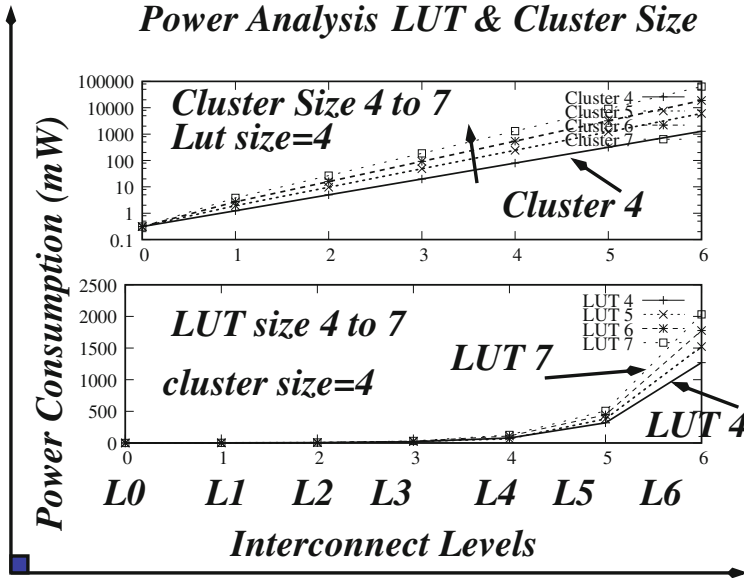 Power Analysis LUT & Cluster Size
Power Consumption (mW)
100000
10000
1000
100
10
1
0.1
Cluster Size 4 to 7
Lut size=4
Cluster 4
Cluster 5
Cluster 6
Cluster 7
Cluster 4
0 1 2 3 4 5 6
2500
2000
1500
1000
500
0
LUT size 4 to 7
cluster size=4
LUT 4
LUT 5
LUT 6
LUT 7
LUT 7
LUT 4
0 1 2 3 4 5 6
L0 L1 L2 L3 L4 L5 L6
Interconnect Levels